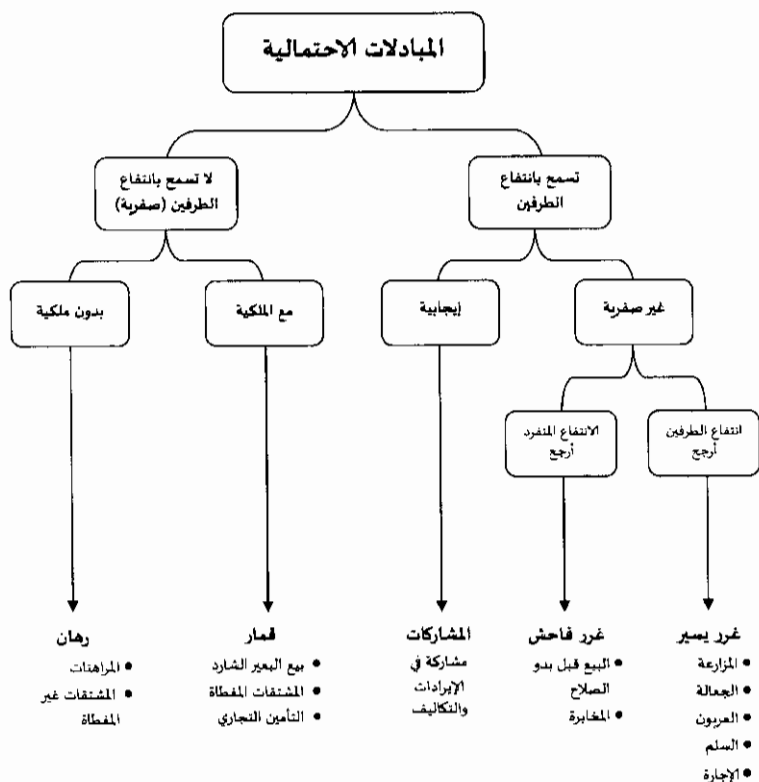 المبادلات الاحتمالية
تسمح بانتفاع
الطرفين
لا تسمح بانتفاع
الطرفين (صفرية)
غير صفرية
إيجابية
مع الملكية
بدون ملكية
انتفاع الطرفين
أرجح
الانتفاع المنفرد
أرجح
غرر يسير
• المزارعة
• الجعالة
• العربون
• السلم
• الإجارة
غرر فاحش
• البيع قبل بدو
الصلاح
• المخابرة
المشاركات
مشاركة في
الإيرادات
والتكاليف
قمار
• بيع البعير الشارد
• المشتقات المغطاة
• التأمين التجاري
رهان
• المراهنات
• المشتقات غير
المغطاة